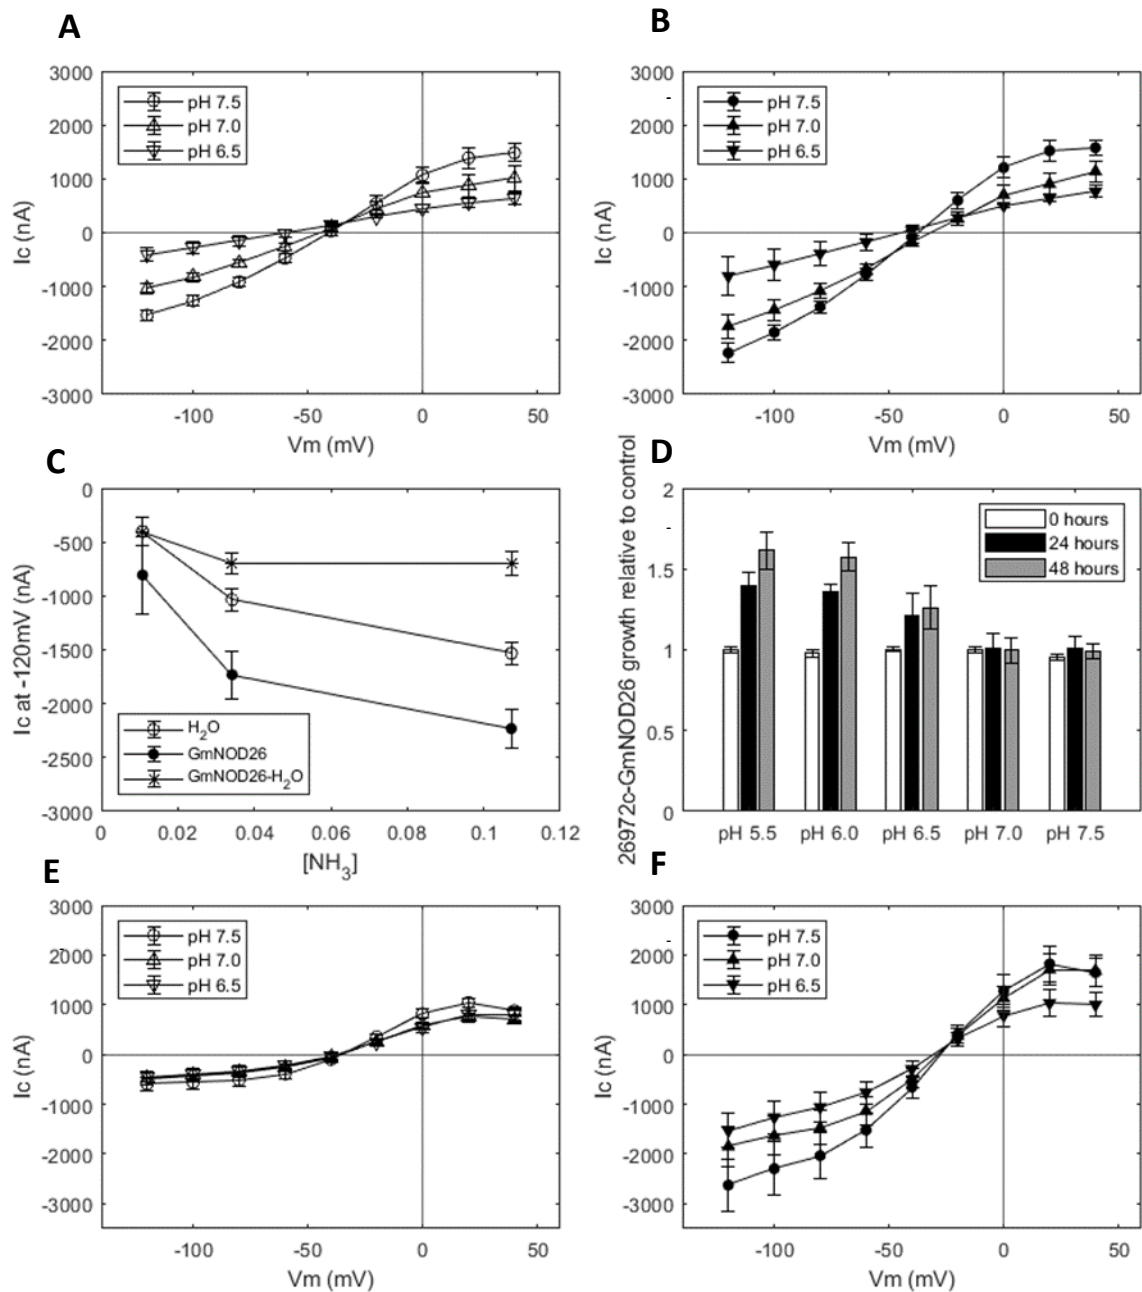 A
3000
2000
1000
0
-1000
-2000
-3000
Ic (nA)
pH 7.5
pH 7.0
pH 6.5
-100
-50
0
50
Vm (mV)
B
3000
2000
1000
0
-1000
-2000
-3000
Ic (nA)
pH 7.5
pH 7.0
pH 6.5
-100
-50
0
50
Vm (mV)
C
0
-500
-1000
-1500
-2000
-2500
-3000
Ic at -120mV (nA)
H2O
GmNOD26
GmNOD26-H2O
0
0.02
0.04
0.06
0.08
0.1
0.12
[NH3]
D
2
1.5
1
0.5
0
26972c-GmNOD26 growth relative to control
0 hours
24 hours
48 hours
pH 5.5
pH 6.0
pH 6.5
pH 7.0
pH 7.5
E
3000
2000
1000
0
-1000
-2000
-3000
Ic (nA)
pH 7.5
pH 7.0
pH 6.5
-100
-50
0
50
Vm (mV)
F
3000
2000
1000
0
-1000
-2000
-3000
Ic (nA)
pH 7.5
pH 7.0
pH 6.5
-100
-50
0
50
Vm (mV)